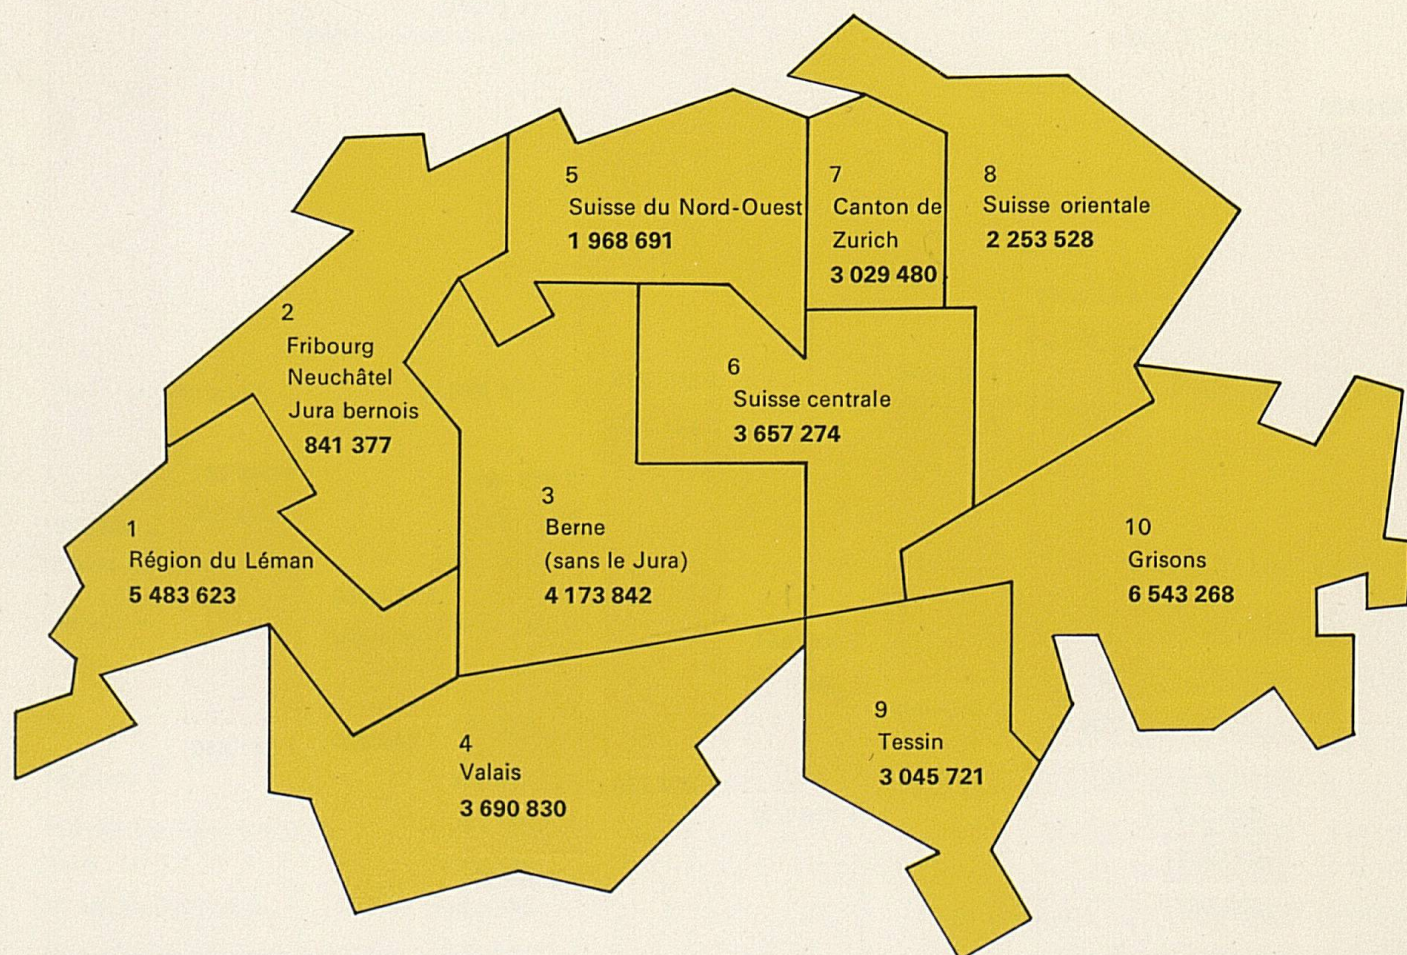 1
Région du Léman
5 483 623
2
Fribourg
Neuchâtel
Jura bernois
841 377
3
Berne
(sans le Jura)
4 173 842
4
Valais
3 690 830
5
Suisse du Nord-Ouest
1 968 691
6
Suisse centrale
3 657 274
7
Canton de
Zurich
3 029 480
8
Suisse orientale
2 253 528
9
Tessin
3 045 721
10
Grisons
6 543 268